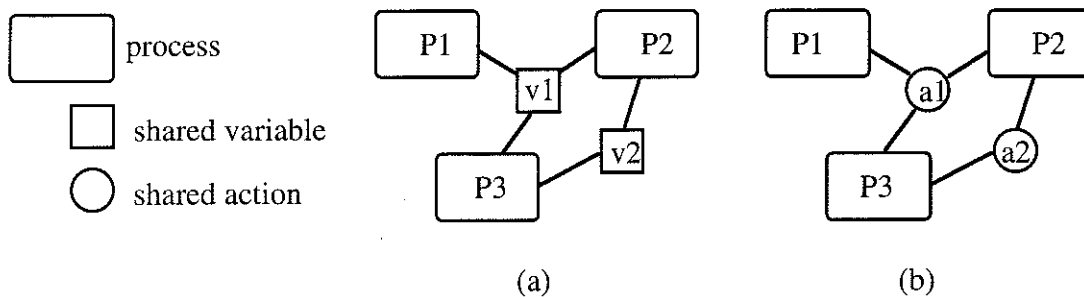 process
shared variable
shared action
P1
P2
v1
v2
P3
(a)
P1
P2
a1
a2
P3
(b)